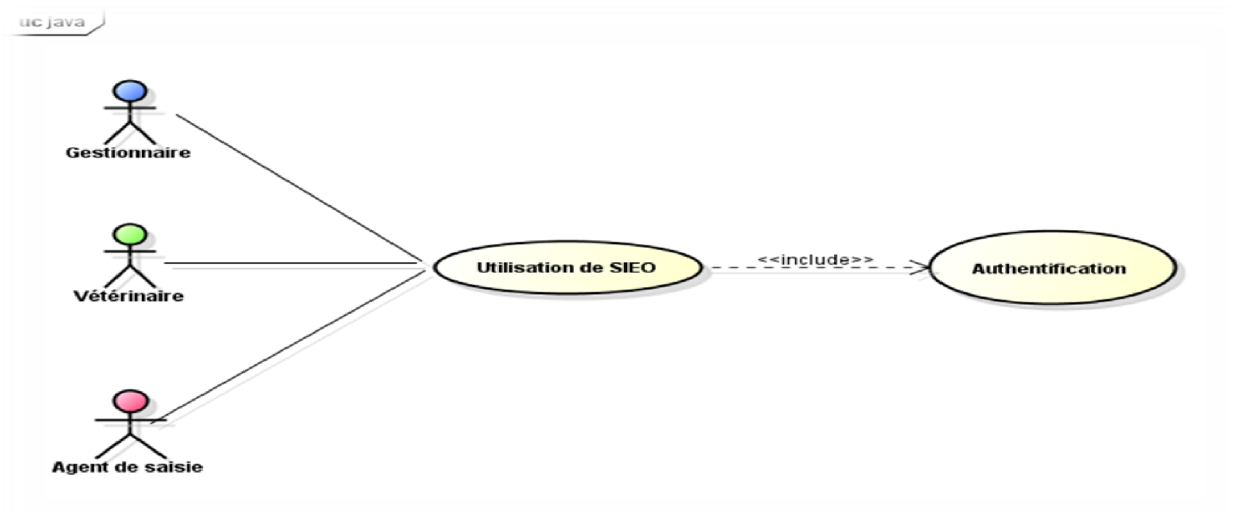 uc java
Gestionnaire
Vétérinaire
Utilisation de SIEO
<<include>>
Authentification
Agent de saisie